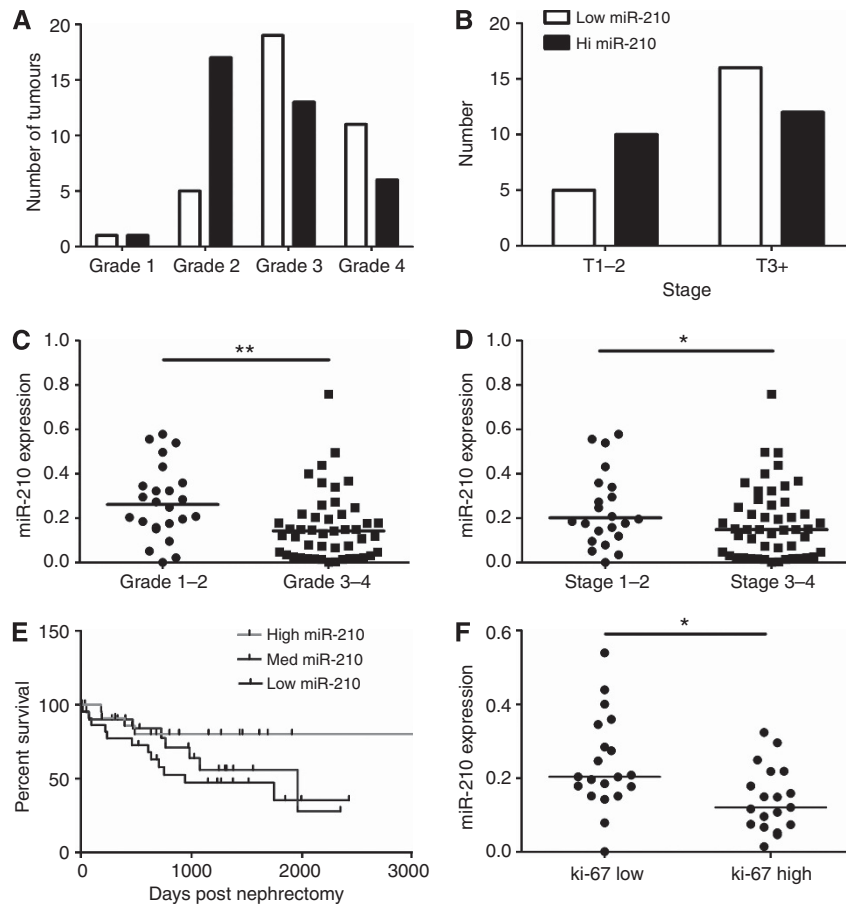 A
Number of tumours
20
15
10
5
0
Grade 1 Grade 2 Grade 3 Grade 4
B
Low miR-210
Hi miR-210
Number
20
15
10
5
0
T1–2 T3+
Stage
C
miR-210 expression
1.0
0.8
0.6
0.4
0.2
0.0
**
Grade 1–2 Grade 3–4
D
miR-210 expression
1.0
0.8
0.6
0.4
0.2
0.0
*
Stage 1–2 Stage 3–4
E
Percent survival
150
100
50
0
High miR-210
Med miR-210
Low miR-210
0 1000 2000 3000
Days post nephrectomy
F
miR-210 expression
0.6
0.4
0.2
0.0
*
ki-67 low ki-67 high